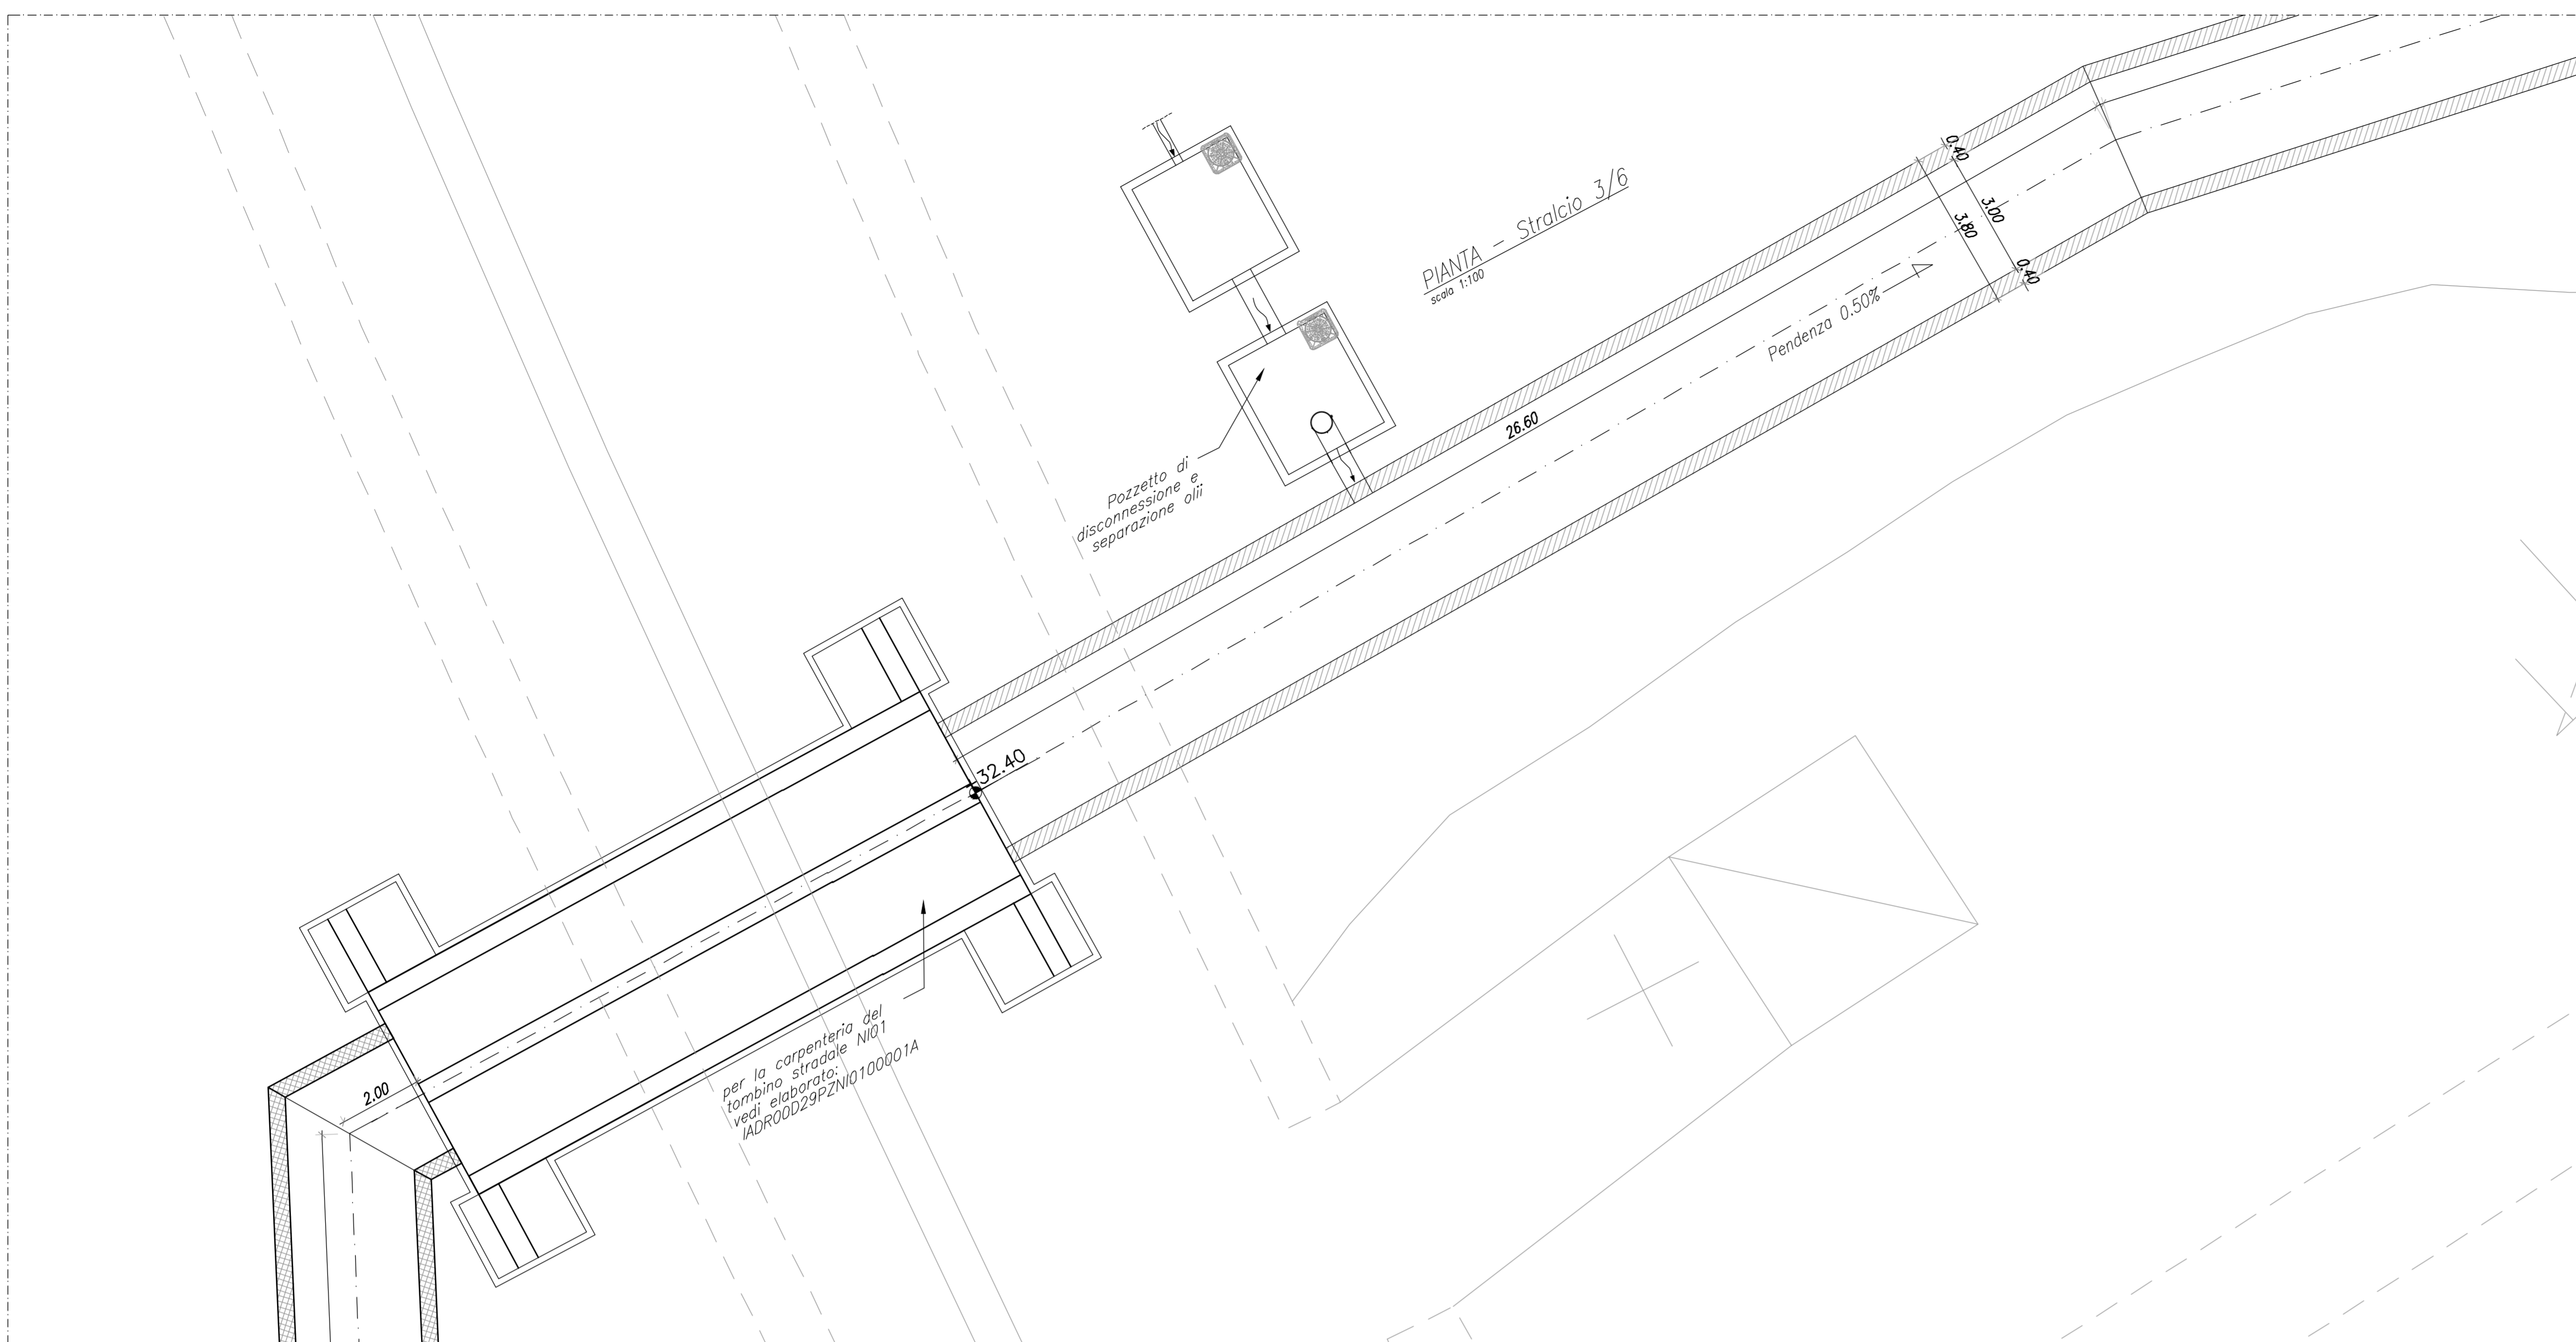 PIANTA - Stralcio 3/6
scala 1:100
0.40
3.00
3.80
0.40
Pendenza 0.50%
26.60
Pozzetto di
disconnessione e
separazione olii
32.40
2.00
per la carpenteria del
tombino stradale NI01
vedi elaborato:
IADR00D29PZNI0100001A